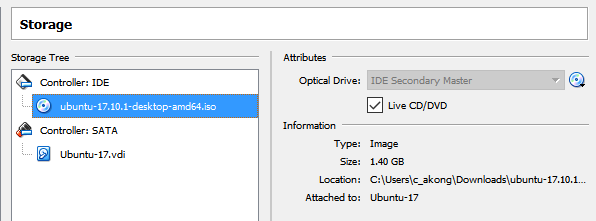 Storage
Storage Tree
Controller: IDE
ubuntu-17.10.1-desktop-amd64.iso
Controller: SATA
Ubuntu-17.vdi
Attributes
Optical Drive: IDE Secondary Master
Live CD/DVD
Information
Type: Image
Size: 1.40 GB
Location: C:\Users\c_akong\Downloads\ubuntu-17.10.1...
Attached to: Ubuntu-17